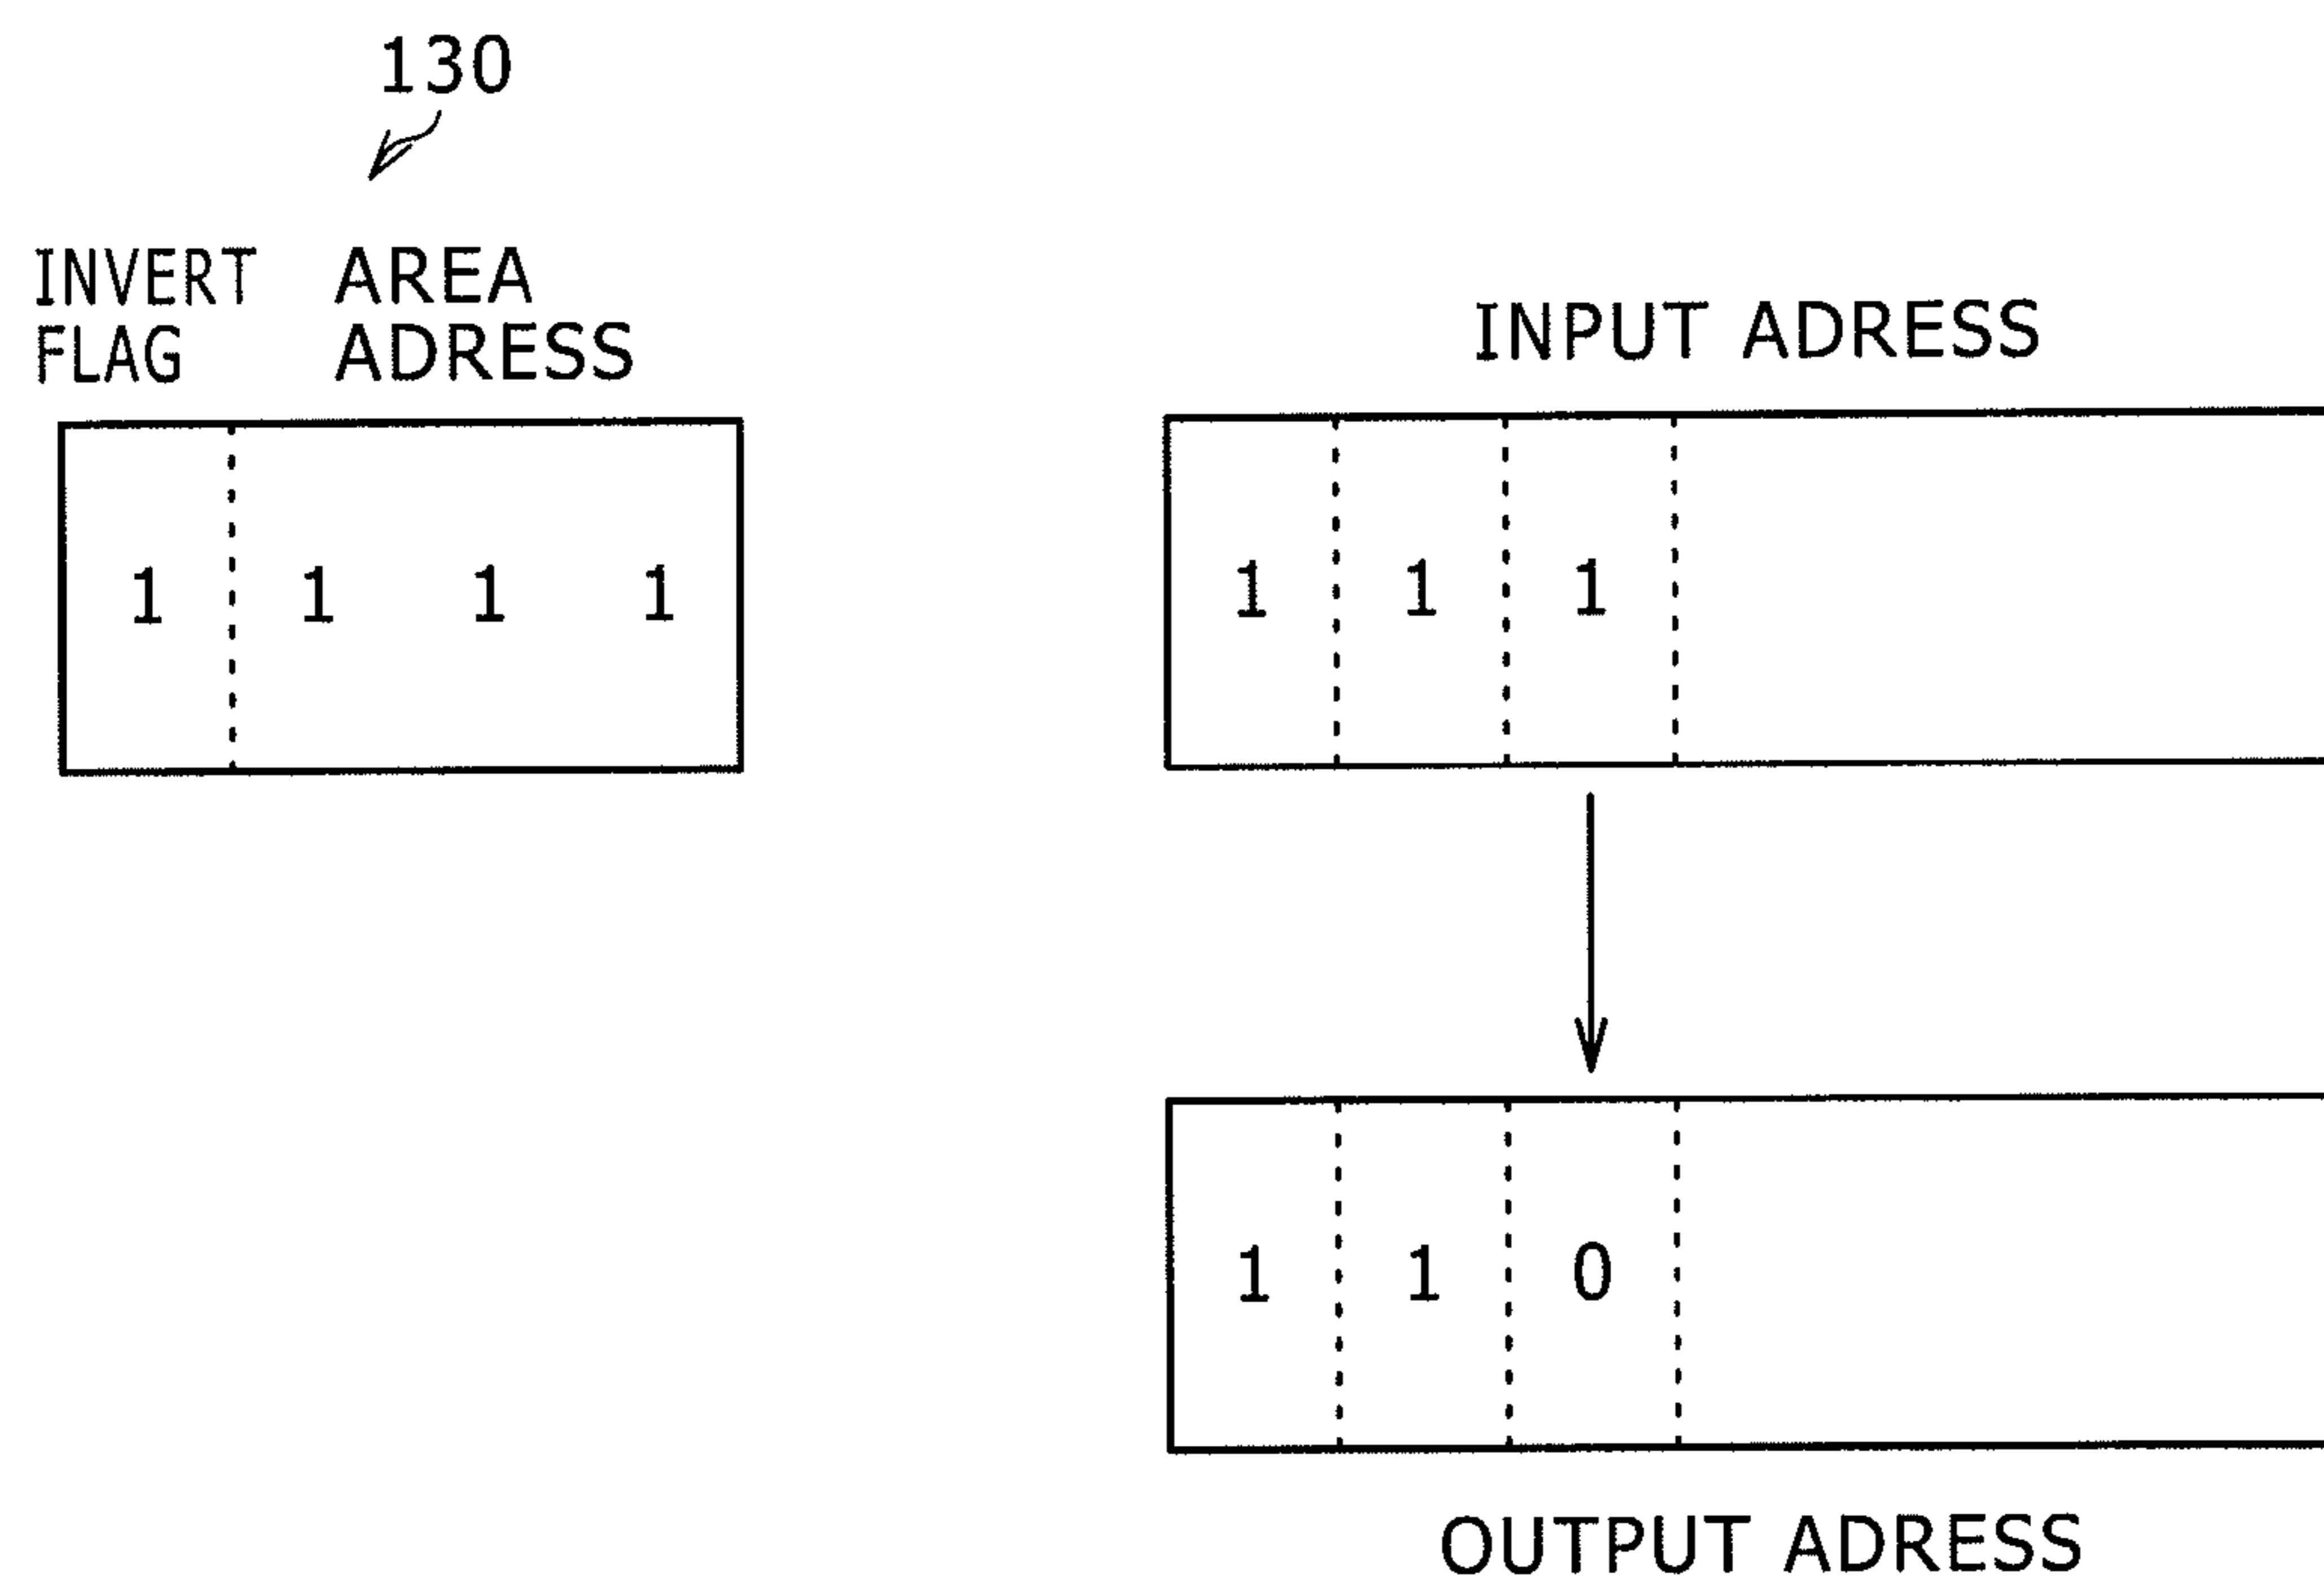 130
INVERT FLAG
AREA ADRESS
1 1 1 1
INPUT ADRESS
1 1 1
1 1 0
OUTPUT ADRESS